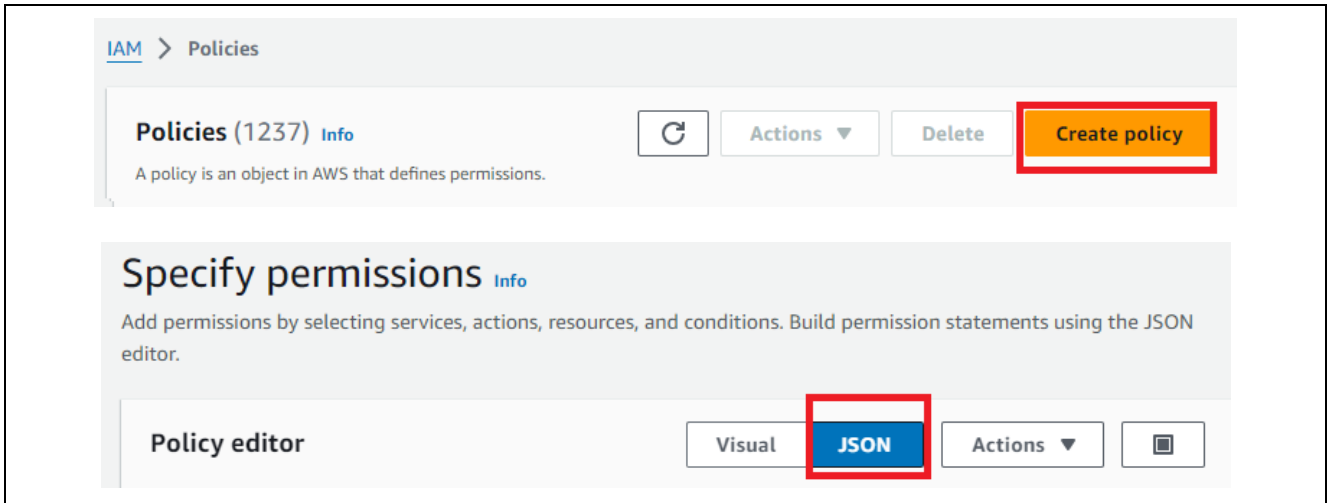 IAM > Policies
Policies (1237) Info
Actions ▼
Delete
Create policy
A policy is an object in AWS that defines permissions.
Specify permissions Info
Add permissions by selecting services, actions, resources, and conditions. Build permission statements using the JSON
editor.
Policy editor
Visual
JSON
Actions ▼